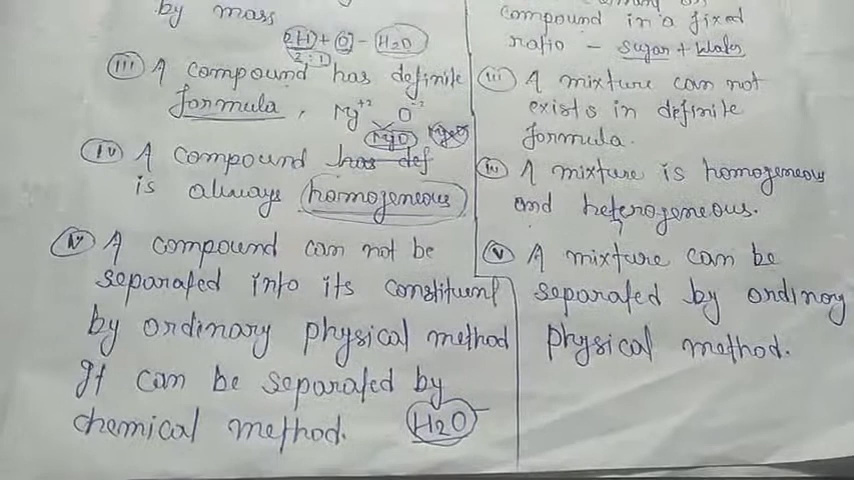 by mass
2H + O - H₂O
2 : 1
(iii) A compound has definite
formula, Mg⁺² O⁻²
MgO
(iv) A compound has def
is always homogeneous
(v) A compound can not be
separated into its constituent
by ordinary physical method
It can be separated by
chemical method. H₂O
compound in a fixed
ratio - sugar + water
(iii) A mixture can not
exists in definite
formula.
A mixture is homogeneous
and heterogeneous.
(v) A mixture can be
separated by ordinory
physical method.